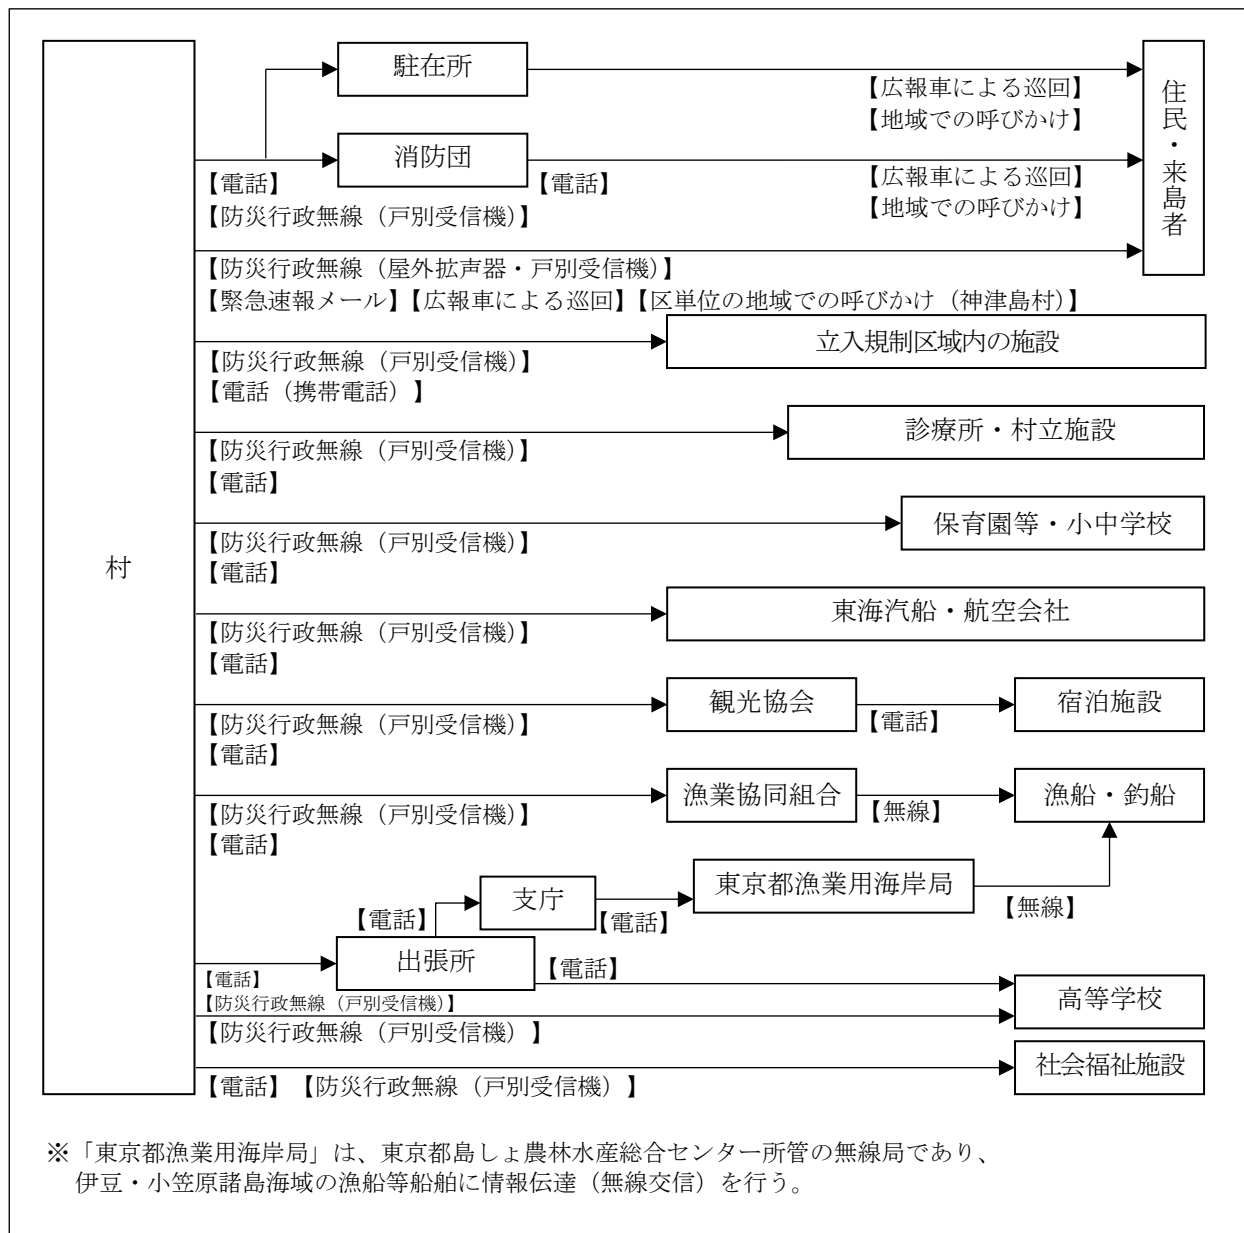 村
駐在所
【広報車による巡回】
【地域での呼びかけ】
住民・来島者
消防団
【電話】
【防災行政無線（戸別受信機）】
【電話】
【広報車による巡回】
【地域での呼びかけ】
【防災行政無線（屋外拡声器・戸別受信機）】
【緊急速報メール】【広報車による巡回】【区単位の地域での呼びかけ（神津島村）】
立入規制区域内の施設
【防災行政無線（戸別受信機）】
【電話（携帯電話）】
診療所・村立施設
【防災行政無線（戸別受信機）】
【電話】
保育園等・小中学校
【防災行政無線（戸別受信機）】
【電話】
東海汽船・航空会社
【防災行政無線（戸別受信機）】
【電話】
観光協会
【電話】
宿泊施設
【防災行政無線（戸別受信機）】
【電話】
漁業協同組合
【無線】
漁船・釣船
【防災行政無線（戸別受信機）】
【電話】
【電話】
支庁
【電話】
東京都漁業用海岸局
【無線】
出張所
【電話】
【電話】
【防災行政無線（戸別受信機）】
高等学校
【防災行政無線（戸別受信機）】
社会福祉施設
【電話】【防災行政無線（戸別受信機）】
※「東京都漁業用海岸局」は、東京都島しょ農林水産総合センター所管の無線局であり、
伊豆・小笠原諸島海域の漁船等船舶に情報伝達（無線交信）を行う。